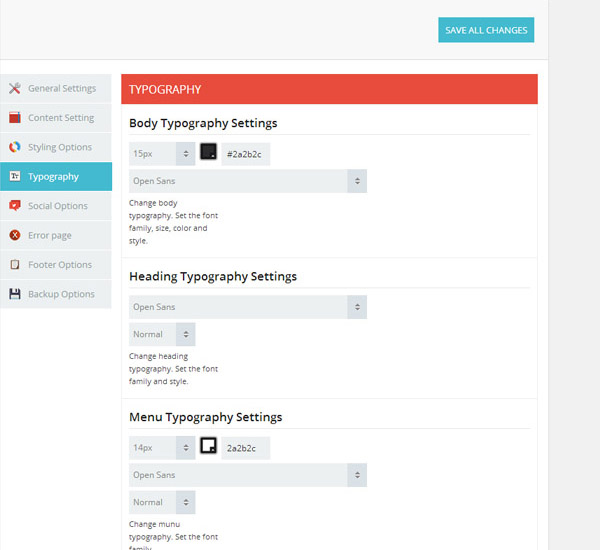 SAVE ALL CHANGES
General Settings
Content Setting
Styling Options
Typography
Social Options
Error page
Footer Options
Backup Options
TYPOGRAPHY
Body Typography Settings
15px
#2a2b2c
Open Sans
Change body
typography. Set the font
family, size, color and
style.
Heading Typography Settings
Open Sans
Normal
Change heading
typography. Set the font
family and style.
Menu Typography Settings
14px
2a2b2c
Open Sans
Normal
Change munu
typography. Set the font
family,